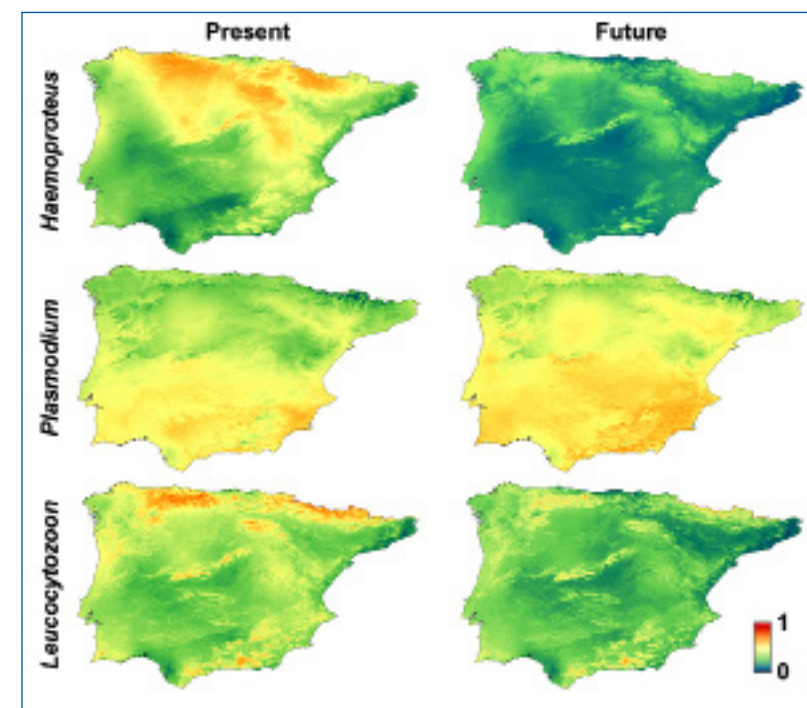 Present Future
Haemoproteus
Plasmodium
Leucocytozoon
1
0